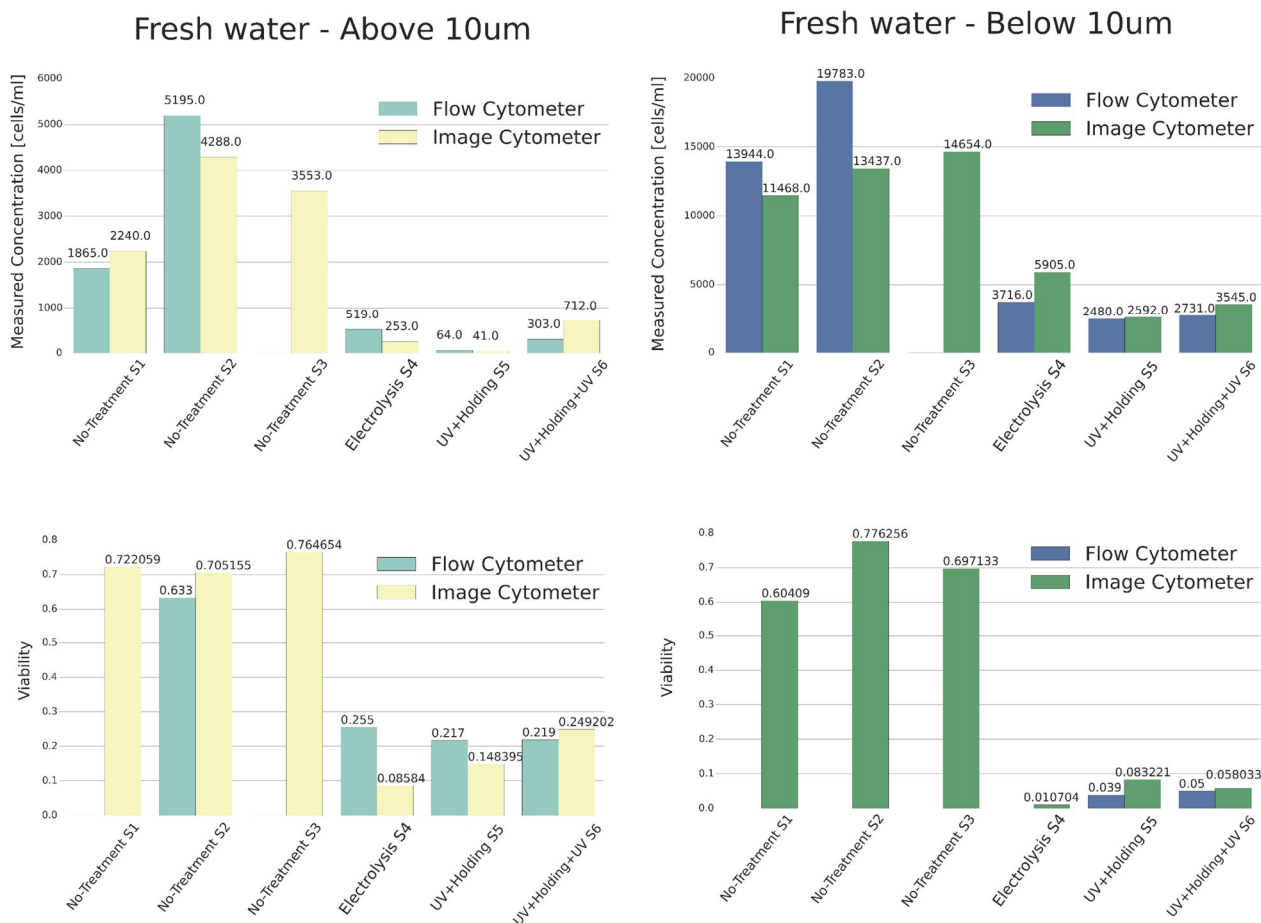 Fresh water - Above 10um
Measured Concentration [cells/ml]
6000
5000
4000
3000
2000
1000
0
Flow Cytometer
Image Cytometer
1865.0
2240.0
5195.0
4288.0
3553.0
519.0
253.0
64.0
41.0
303.0
712.0
No-Treatment S1
No-Treatment S2
No-Treatment S3
Electrolysis S4
UV+Holding S5
UV+Holding+UV S6
Fresh water - Below 10um
Measured Concentration [cells/ml]
20000
15000
10000
5000
0
Flow Cytometer
Image Cytometer
13944.0
11468.0
19783.0
13437.0
14654.0
3716.0
5905.0
2480.0
2592.0
2731.0
3545.0
No-Treatment S1
No-Treatment S2
No-Treatment S3
Electrolysis S4
UV+Holding S5
UV+Holding+UV S6
Viability
0.8
0.7
0.6
0.5
0.4
0.3
0.2
0.1
0.0
Flow Cytometer
Image Cytometer
0.722059
0.633
0.705155
0.764654
0.255
0.08584
0.217
0.148395
0.219
0.249202
No-Treatment S1
No-Treatment S2
No-Treatment S3
Electrolysis S4
UV+Holding S5
UV+Holding+UV S6
Viability
0.8
0.7
0.6
0.5
0.4
0.3
0.2
0.1
0.0
Flow Cytometer
Image Cytometer
0.60409
0.776256
0.697133
0.010704
0.039
0.083221
0.05
0.058033
No-Treatment S1
No-Treatment S2
No-Treatment S3
Electrolysis S4
UV+Holding S5
UV+Holding+UV S6